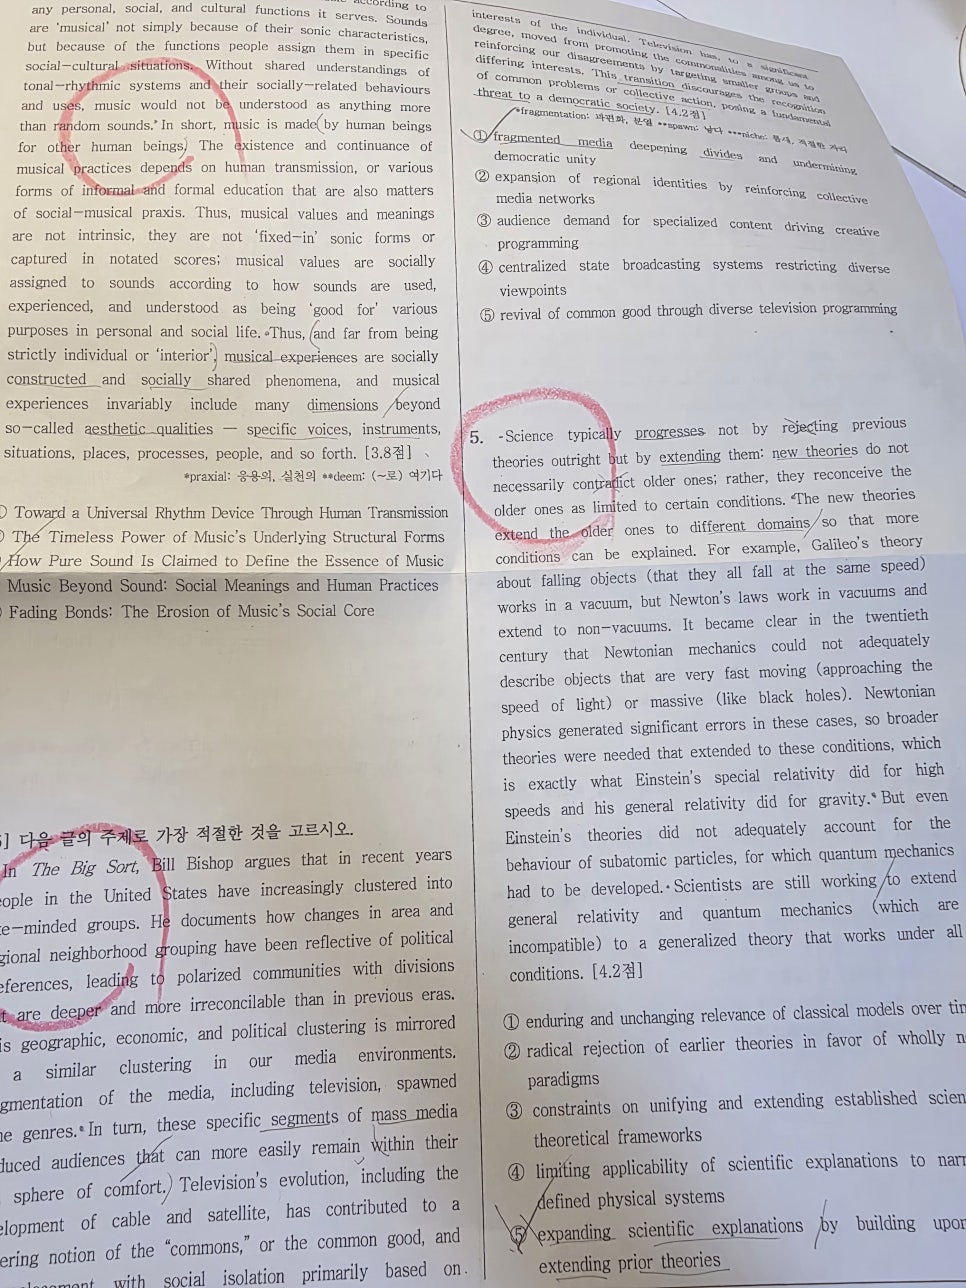 any personal, social, and cultural functions it serves. Sounds
are ‘musical’ not simply because of their sonic characteristics,
but because of the functions people assign them in specific
social-cultural situations. Without shared understandings of
tonal-rhythmic systems and their socially-related behaviours
and uses, music would not be understood as anything more
than random sounds. In short, music is made by human beings
for other human beings. The existence and continuance of
musical practices depends on human transmission, or various
forms of informal and formal education that are also matters
of social-musical praxis. Thus, musical values and meanings
are not intrinsic, they are not ‘fixed-in’ sonic forms or
captured in notated scores; musical values are socially
assigned to sounds according to how sounds are used,
experienced, and understood as being ‘good for’ various
purposes in personal and social life. Thus, and far from being
strictly individual or ‘interior’, musical experiences are socially
constructed and socially shared phenomena, and musical
experiences invariably include many dimensions beyond
so-called aesthetic qualities — specific voices, instruments,
situations, places, processes, people, and so forth. [3.8점]
*praxial: 응용의, 실천의 **deem: (~로) 여기다
Toward a Universal Rhythm Device Through Human Transmission
The Timeless Power of Music’s Underlying Structural Forms
How Pure Sound Is Claimed to Define the Essence of Music
Music Beyond Sound: Social Meanings and Human Practices
Fading Bonds: The Erosion of Music’s Social Core
] 다음 글의 주제로 가장 적절한 것을 고르시오.
In The Big Sort, Bill Bishop argues that in recent years
ople in the United States have increasingly clustered into
e-minded groups. He documents how changes in area and
gional neighborhood grouping have been reflective of political
eferences, leading to polarized communities with divisions
t are deeper and more irreconcilable than in previous eras.
is geographic, economic, and political clustering is mirrored
a similar clustering in our media environments.
gmentation of the media, including television, spawned
e genres. In turn, these specific segments of mass media
duced audiences that can more easily remain within their
sphere of comfort. Television’s evolution, including the
elopment of cable and satellite, has contributed to a
ering notion of the “commons,” or the common good, and
with social isolation primarily based on
interests of the individual. Television has, to a significant
degree, moved from promoting the commonalities among us to
reinforcing our disagreements by targeting smaller groups and
differing interests. This transition discourages the recognition
of common problems or collective action, posing a fundamental
threat to a democratic society. [4.2점]
*fragmentation: 파편화, 분열 **spawn: 낳다 ***niche: 틈새, 적절한 자리
① fragmented media deepening divides and undermining
democratic unity
② expansion of regional identities by reinforcing collective
media networks
③ audience demand for specialized content driving creative
programming
④ centralized state broadcasting systems restricting diverse
viewpoints
⑤ revival of common good through diverse television programming
5. Science typically progresses not by rejecting previous
theories outright but by extending them: new theories do not
necessarily contradict older ones; rather, they reconceive the
older ones as limited to certain conditions. The new theories
extend the older ones to different domains so that more
conditions can be explained. For example, Galileo’s theory
about falling objects (that they all fall at the same speed)
works in a vacuum, but Newton’s laws work in vacuums and
extend to non-vacuums. It became clear in the twentieth
century that Newtonian mechanics could not adequately
describe objects that are very fast moving (approaching the
speed of light) or massive (like black holes). Newtonian
physics generated significant errors in these cases, so broader
theories were needed that extended to these conditions, which
is exactly what Einstein’s special relativity did for high
speeds and his general relativity did for gravity. But even
Einstein’s theories did not adequately account for the
behaviour of subatomic particles, for which quantum mechanics
had to be developed. Scientists are still working to extend
general relativity and quantum mechanics (which are
incompatible) to a generalized theory that works under all
conditions. [4.2점]
① enduring and unchanging relevance of classical models over tim
② radical rejection of earlier theories in favor of wholly n
paradigms
③ constraints on unifying and extending established scien
theoretical frameworks
④ limiting applicability of scientific explanations to narr
defined physical systems
⑤ expanding scientific explanations by building upon
extending prior theories